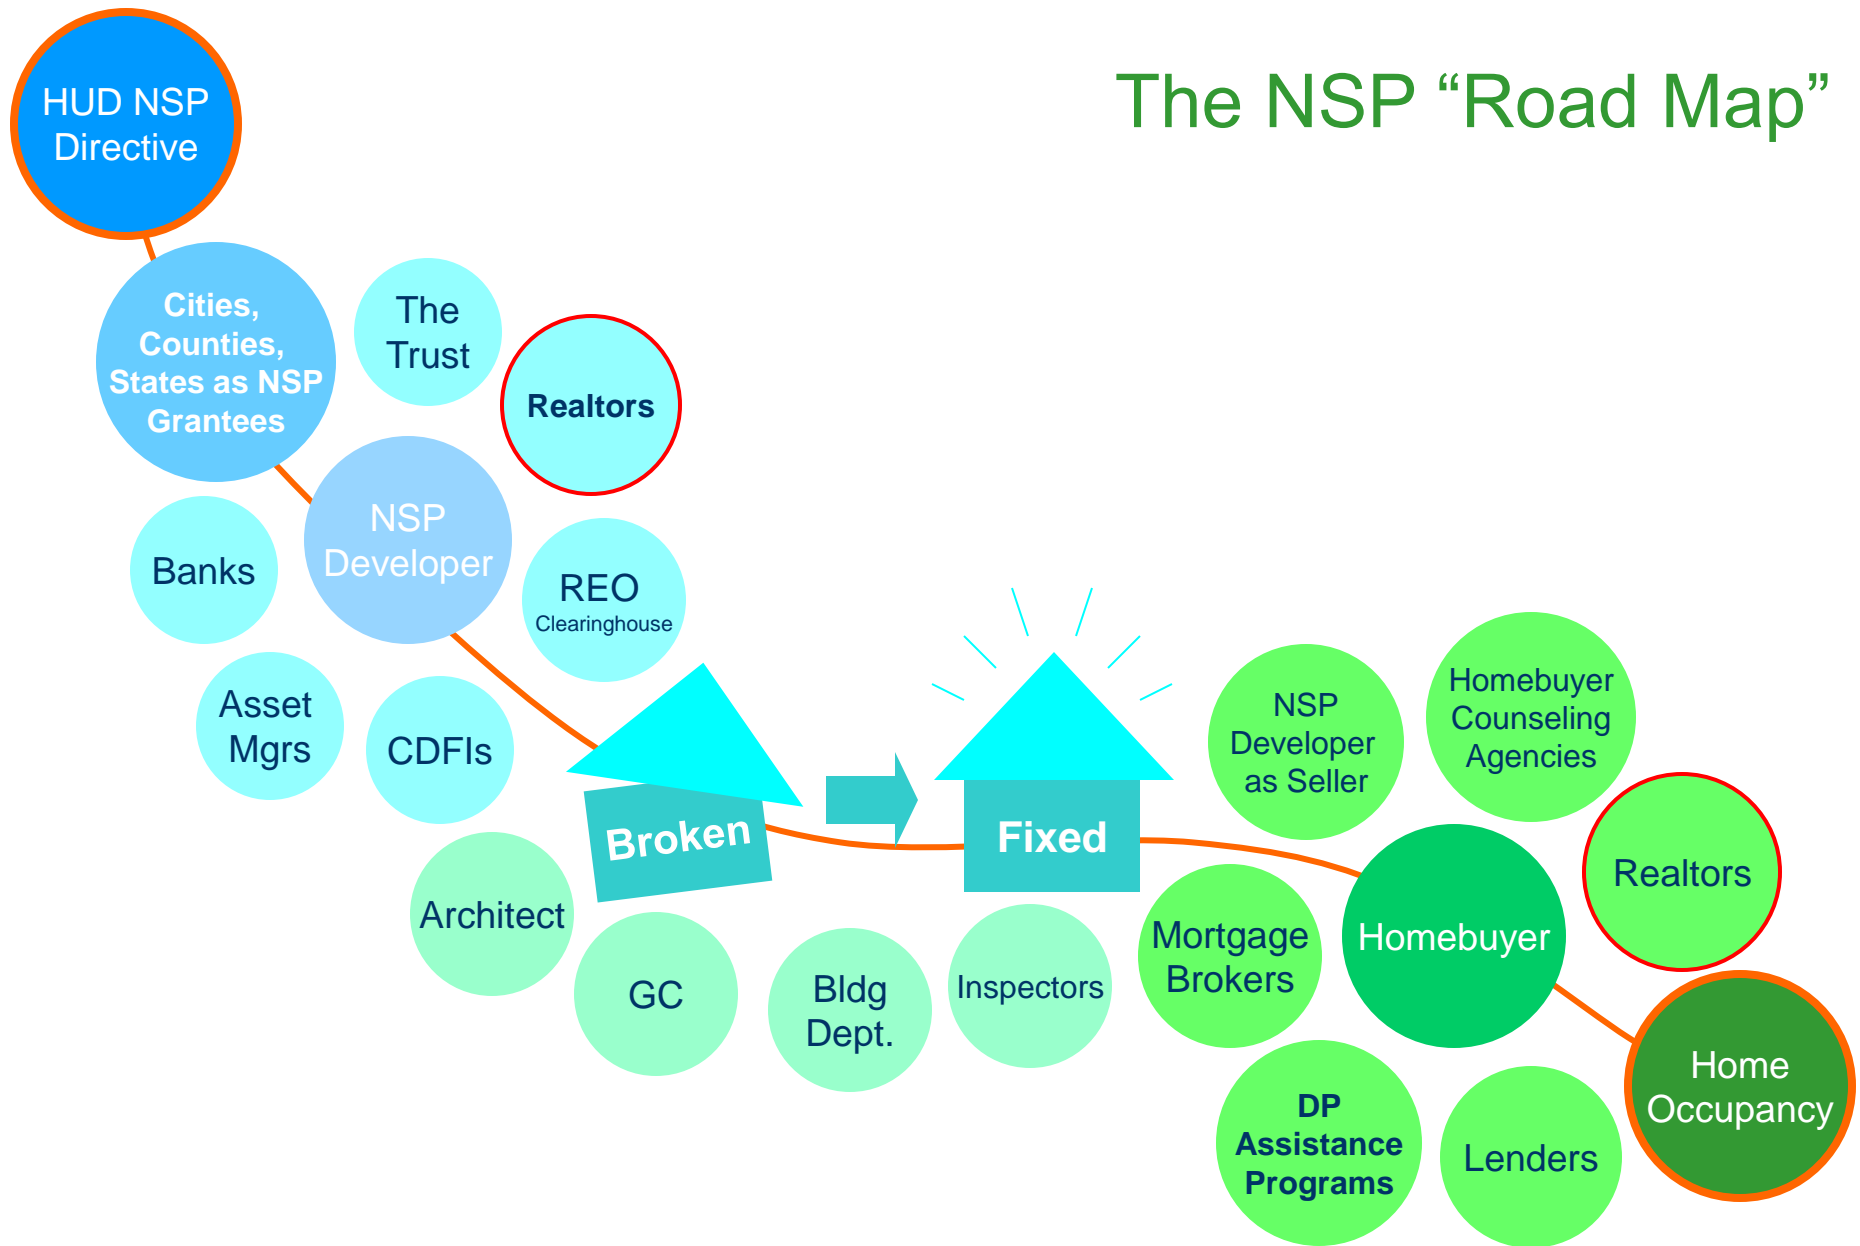 The NSP “Road Map”
HUD NSP
Directive
Cities,
Counties,
States as NSP
Grantees
The
Trust
Realtors
NSP
Developer
Banks
REO
Clearinghouse
Asset
Mgrs
CDFIs
Broken
Fixed
Architect
GC
Bldg
Dept.
Inspectors
NSP
Developer
as Seller
Homebuyer
Counseling
Agencies
Realtors
Mortgage
Brokers
Homebuyer
DP
Assistance
Programs
Lenders
Home
Occupancy